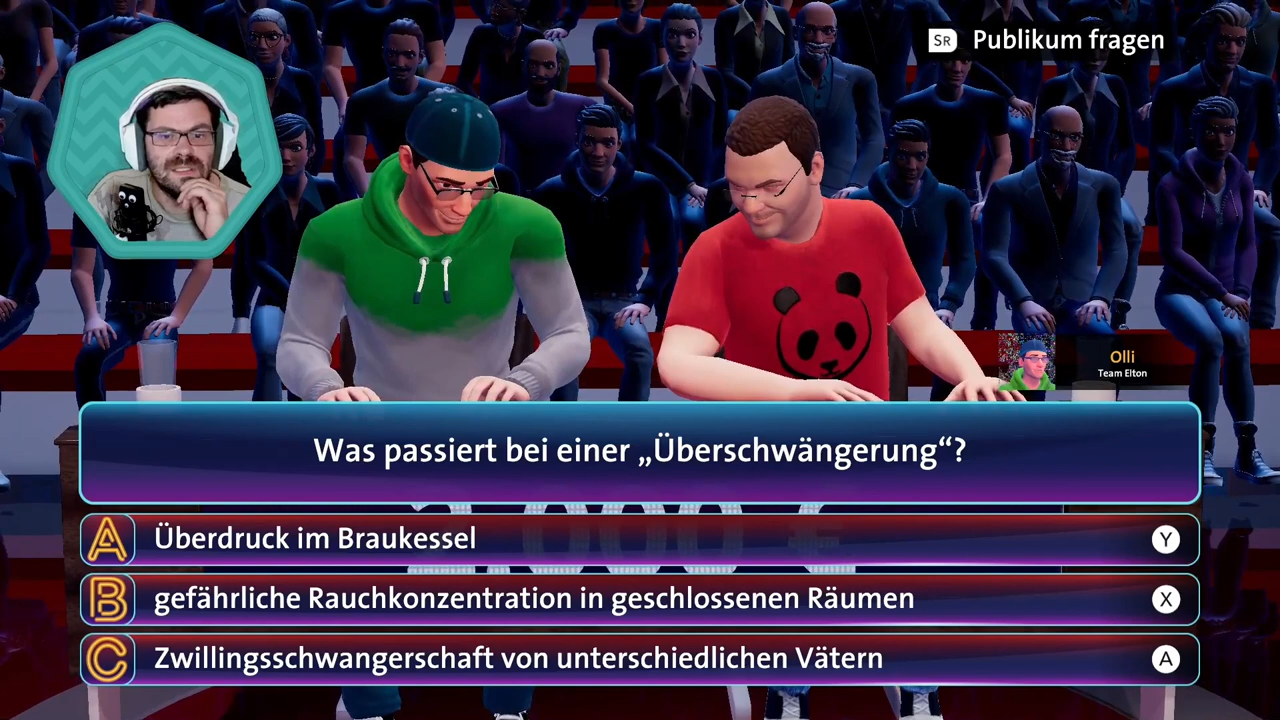 SR Publikum fragen
Olli
Team Elton
Was passiert bei einer „Überschwängerung“?
A Überdruck im Braukessel Y
B gefährliche Rauchkonzentration in geschlossenen Räumen X
C Zwillingsschwangerschaft von unterschiedlichen Vätern A